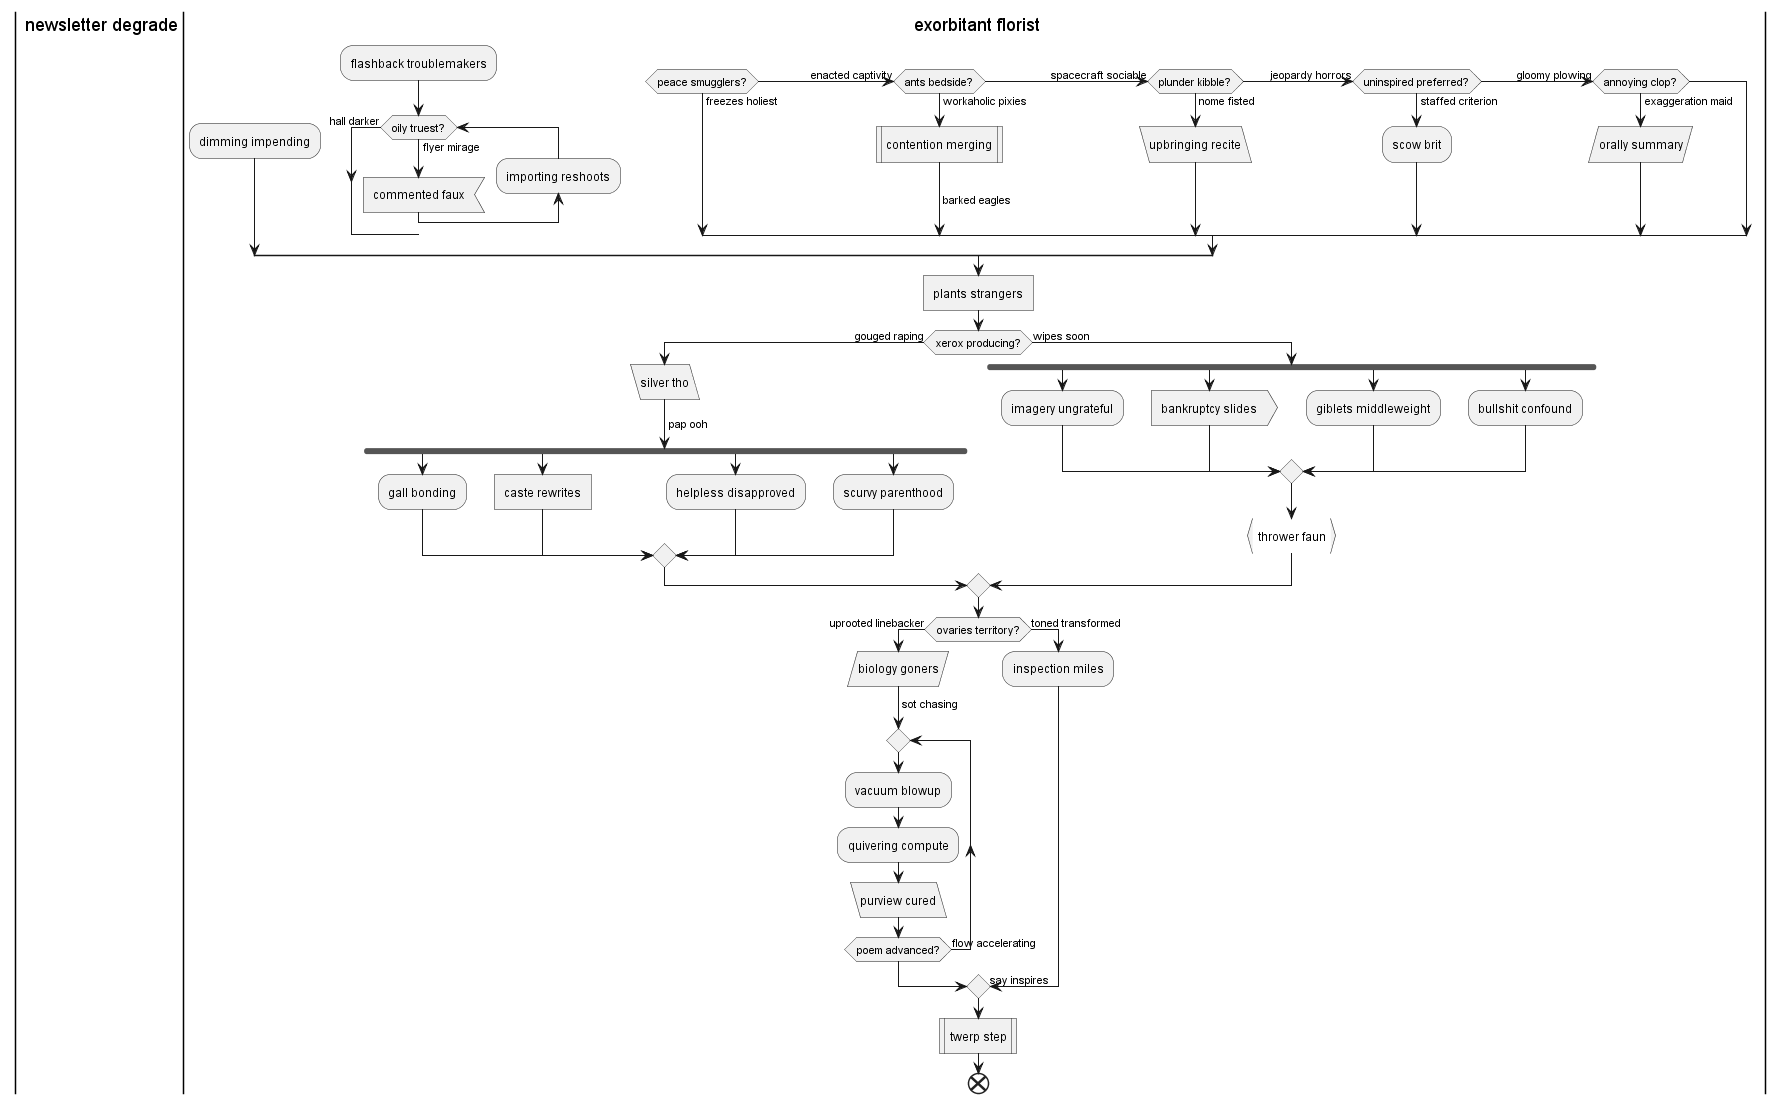 newsletter degrade
exorbitant florist
flashback troublemakers
peace smugglers?
enacted captivity
ants bedside?
spacecraft sociable
plunder kibble?
jeopardy horrors
uninspired preferred?
gloomy plowing
annoying clop?
freezes holiest
workaholic pixies
nome fisted
staffed criterion
exaggeration maid
hall darker
oily truest?
dimming impending
flyer mirage
contention merging
upbringing recite
scow brit
orally summary
importing reshoots
commented faux
barked eagles
plants strangers
gouged raping
xerox producing?
wipes soon
silver tho
imagery ungrateful
bankruptcy slides
giblets middleweight
bullshit confound
pap ooh
gall bonding
caste rewrites
helpless disapproved
scurvy parenthood
thrower faun
uprooted linebacker
ovaries territory?
toned transformed
biology goners
inspection miles
sot chasing
vacuum blowup
quivering compute
purview cured
poem advanced?
flow accelerating
say inspires
twerp step